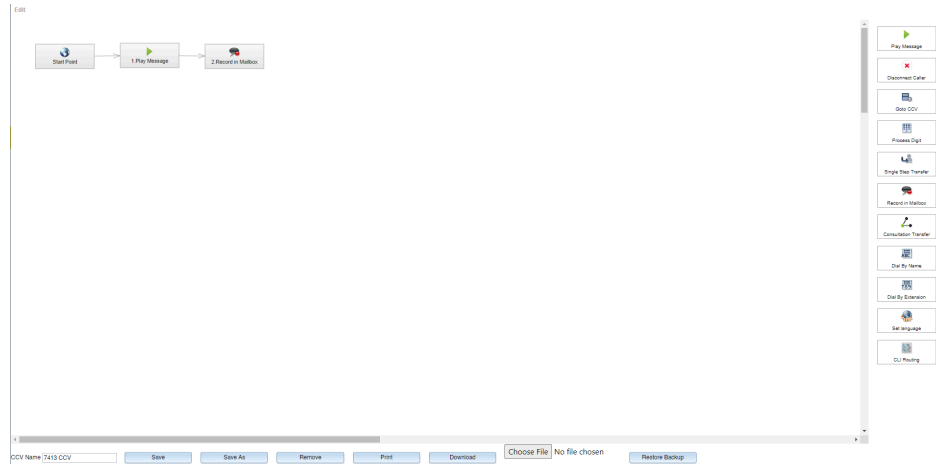 Edit
Start Point
1.Play Message
2.Record in Mailbox
Play Message
Disconnect Caller
Goto CCV
Process Digit
Single Step Transfer
Record in Mailbox
Consultation Transfer
ABC
Dial By Name
Dial By Extension
Set language
CLI Routing
CCV Name 7413 CCV Save Save As Remove Print Download Choose File No file chosen Restore Backup